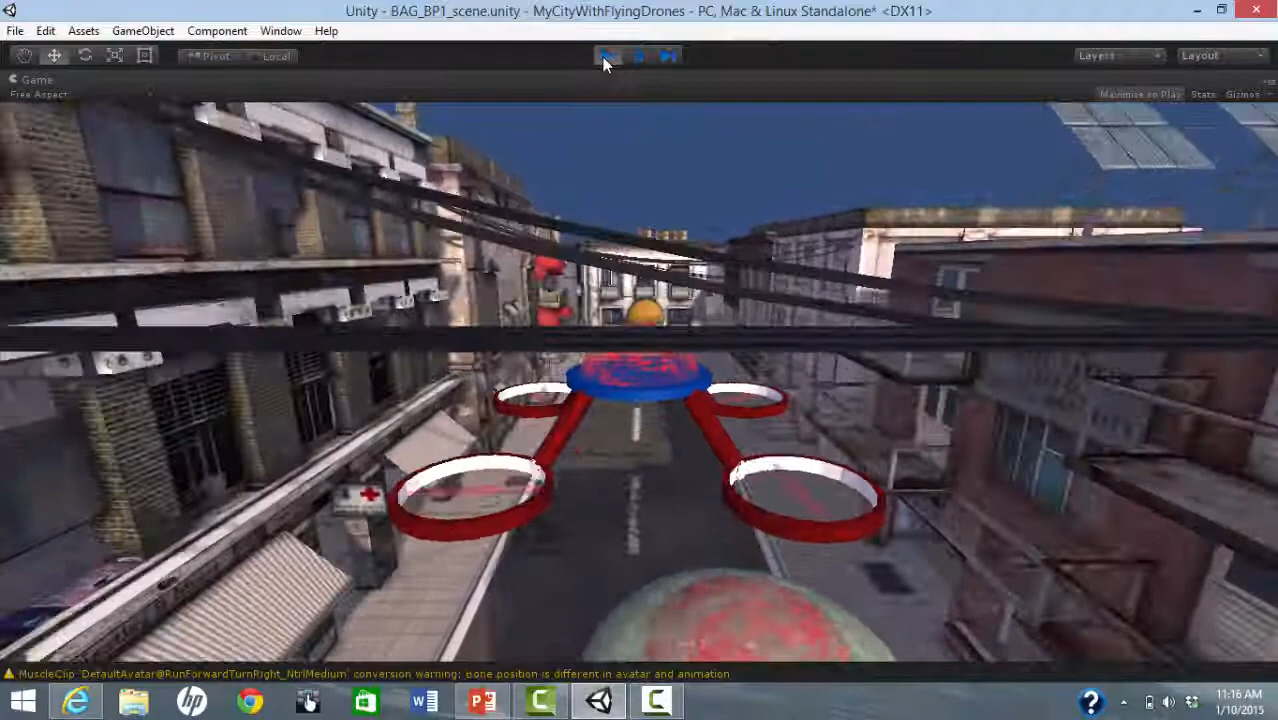 Unity - BAG_BP1_scene.unity - MyCityWithFlyingDrones - PC, Mac & Linux Standalone* <DX11>
File Edit Assets GameObject Component Window Help
Pivot Local Layers Layout
Game
Free Aspect Maximise on Play Stats Gizmos
MuscleClip 'DefaultAvatar@RunForwardTurnRight_NtrlMedium' conversion warning: Bone position is different in avatar and animation
11:16 AM
1/10/2015